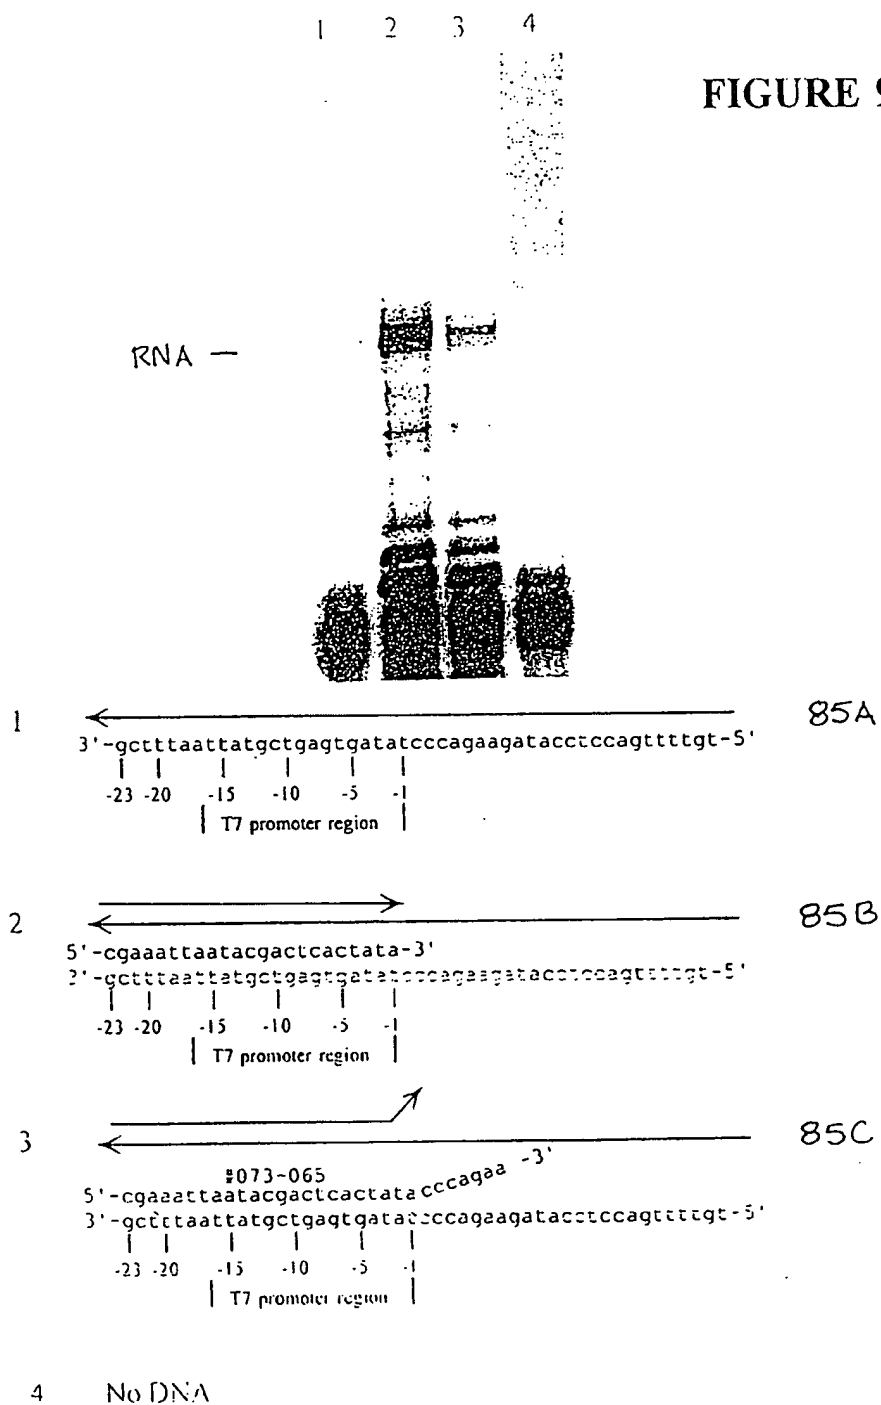 1 2 3 4
FIGURE 9
RNA —
1 85A
3'-gctttaattatgctgagtgatatcccagaagatacctccagttttgt-5'
-23 -20 -15 -10 -5 -1
T7 promoter region
2 85B
5'-cgaaattaatacgactcactata-3'
3'-gctttaattatgctgagtgatatcccagaagatacctccagttttgt-5'
-23 -20 -15 -10 -5 -1
T7 promoter region
3 85C
073-065
5'-cgaaattaatacgactcactata cccagaa -3'
3'-gctttaattatgctgagtgatatcccagaagatacctccagttttgt-5'
-23 -20 -15 -10 -5 -1
T7 promoter region
4 No DNA